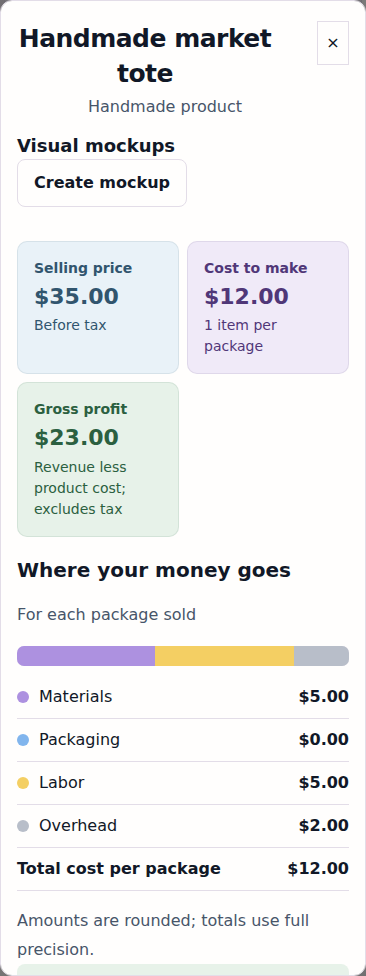 Handmade market
tote
×
Handmade product
Visual mockups
Create mockup
Selling price
$35.00
Before tax
Cost to make
$12.00
1 item per
package
Gross profit
$23.00
Revenue less
product cost;
excludes tax
Where your money goes
For each package sold
Materials $5.00
Packaging $0.00
Labor $5.00
Overhead $2.00
Total cost per package $12.00
Amounts are rounded; totals use full
precision.